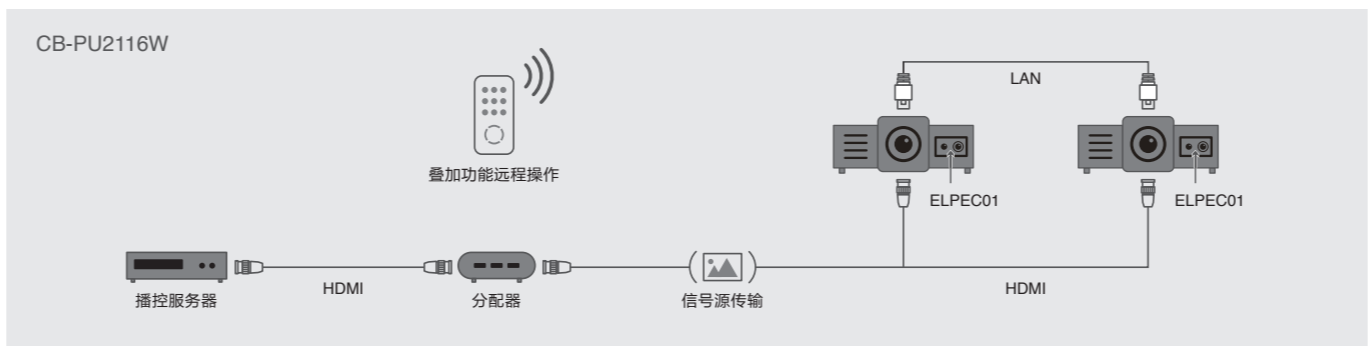 CB-PU2116W
LAN
叠加功能远程操作
ELPEC01
ELPEC01
HDMI
HDMI
播控服务器
分配器
信号源传输